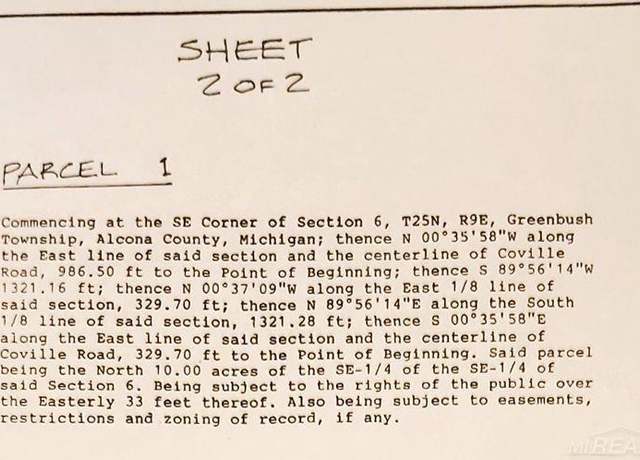 SHEET
2 OF 2
PARCEL 1
Commencing at the SE Corner of Section 6, T25N, R9E, Greenbush
Township, Alcona County, Michigan; thence N 00°35'58"W along
the East line of said section and the centerline of Coville
Road, 986.50 ft to the Point of Beginning; thence S 89°56'14"W
1321.16 ft; thence N 00°37'09"W along the East 1/8 line of
said section, 329.70 ft; thence N 89°56'14"E along the South
1/8 line of said section, 1321.28 ft; thence S 00°35'58"E
along the East line of said section and the centerline of
Coville Road, 329.70 ft to the Point of Beginning. Said parcel
being the North 10.00 acres of the SE-1/4 of the SE-1/4 of
said Section 6. Being subject to the rights of the public over
the Easterly 33 feet thereof. Also being subject to easements,
restrictions and zoning of record, if any.
MIREA